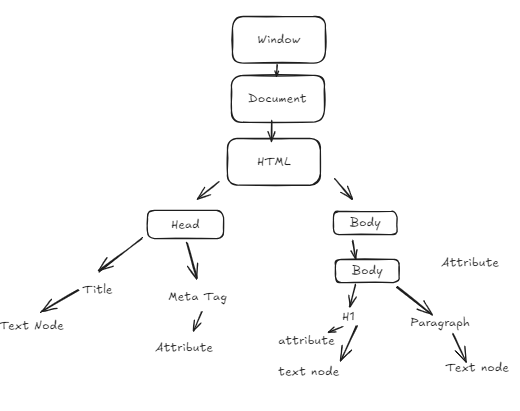 Window
Document
HTML
Head
Body
Body
Attribute
Title
Meta Tag
H1
Paragraph
Text Node
Attribute
attribute
text node
Text node